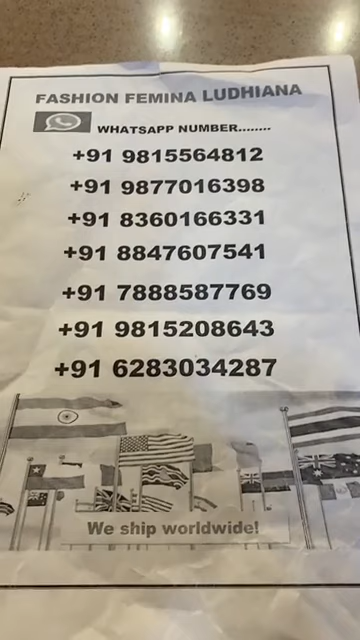 FASHION FEMINA LUDHIANA
WHATSAPP NUMBER........
+91 9815564812
+91 9877016398
+91 8360166331
+91 8847607541
+91 7888587769
+91 9815208643
+91 6283034287
We ship worldwide!